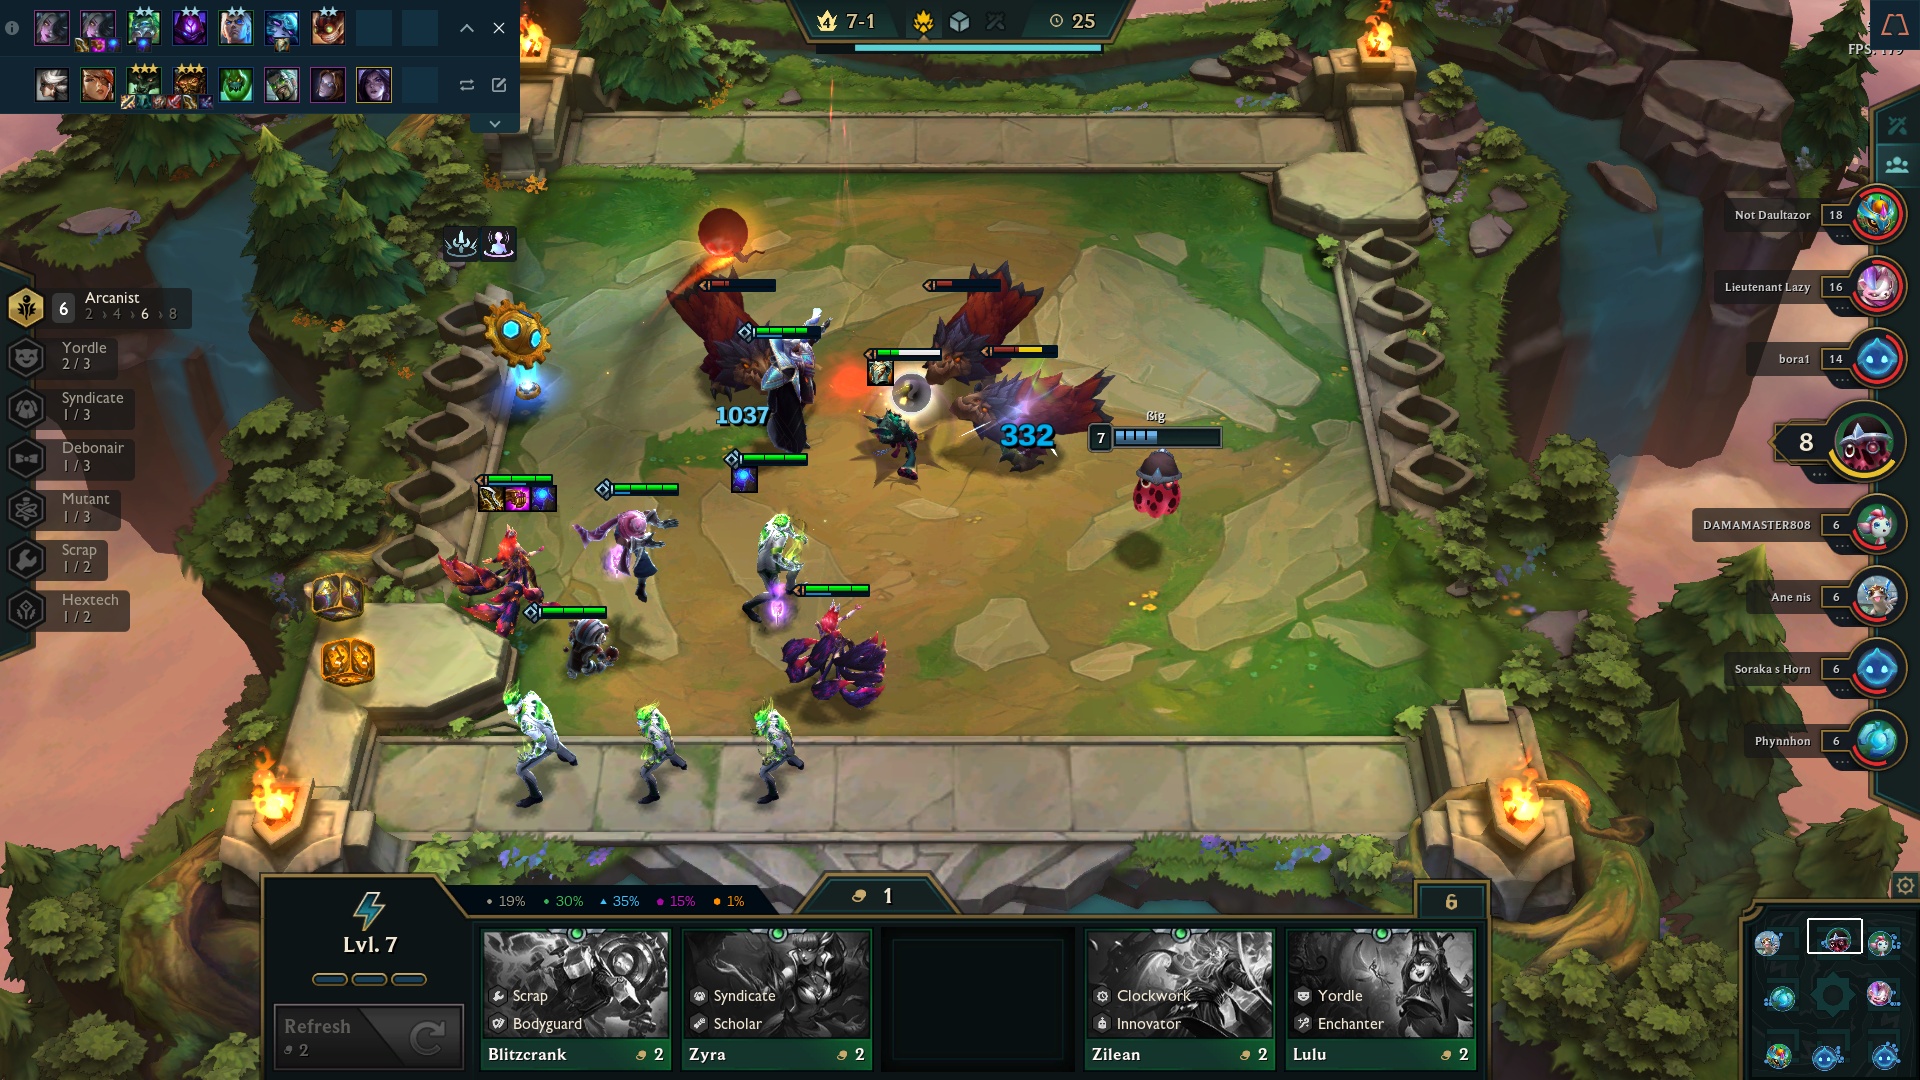 7-1
25
FPS: 179
Not Daultazor 18
Lieutenant Lazy 16
bora1 14
8
DAMAMASTER808 6
Ane nis 6
Soraka s Horn 6
Phynnhon 6
6 Arcanist
2 › 4 › 6 › 8
Yordle
2 / 3
Syndicate
1 / 3
Debonair
1 / 3
Mutant
1 / 3
Scrap
1 / 2
Hextech
1 / 2
1037
332
ßig
7
19% 30% 35% 15% 1%
1
6
Lvl. 7
Refresh
2
Scrap
Bodyguard
Blitzcrank 2
Syndicate
Scholar
Zyra 2
Clockwork
Innovator
Zilean 2
Yordle
Enchanter
Lulu 2